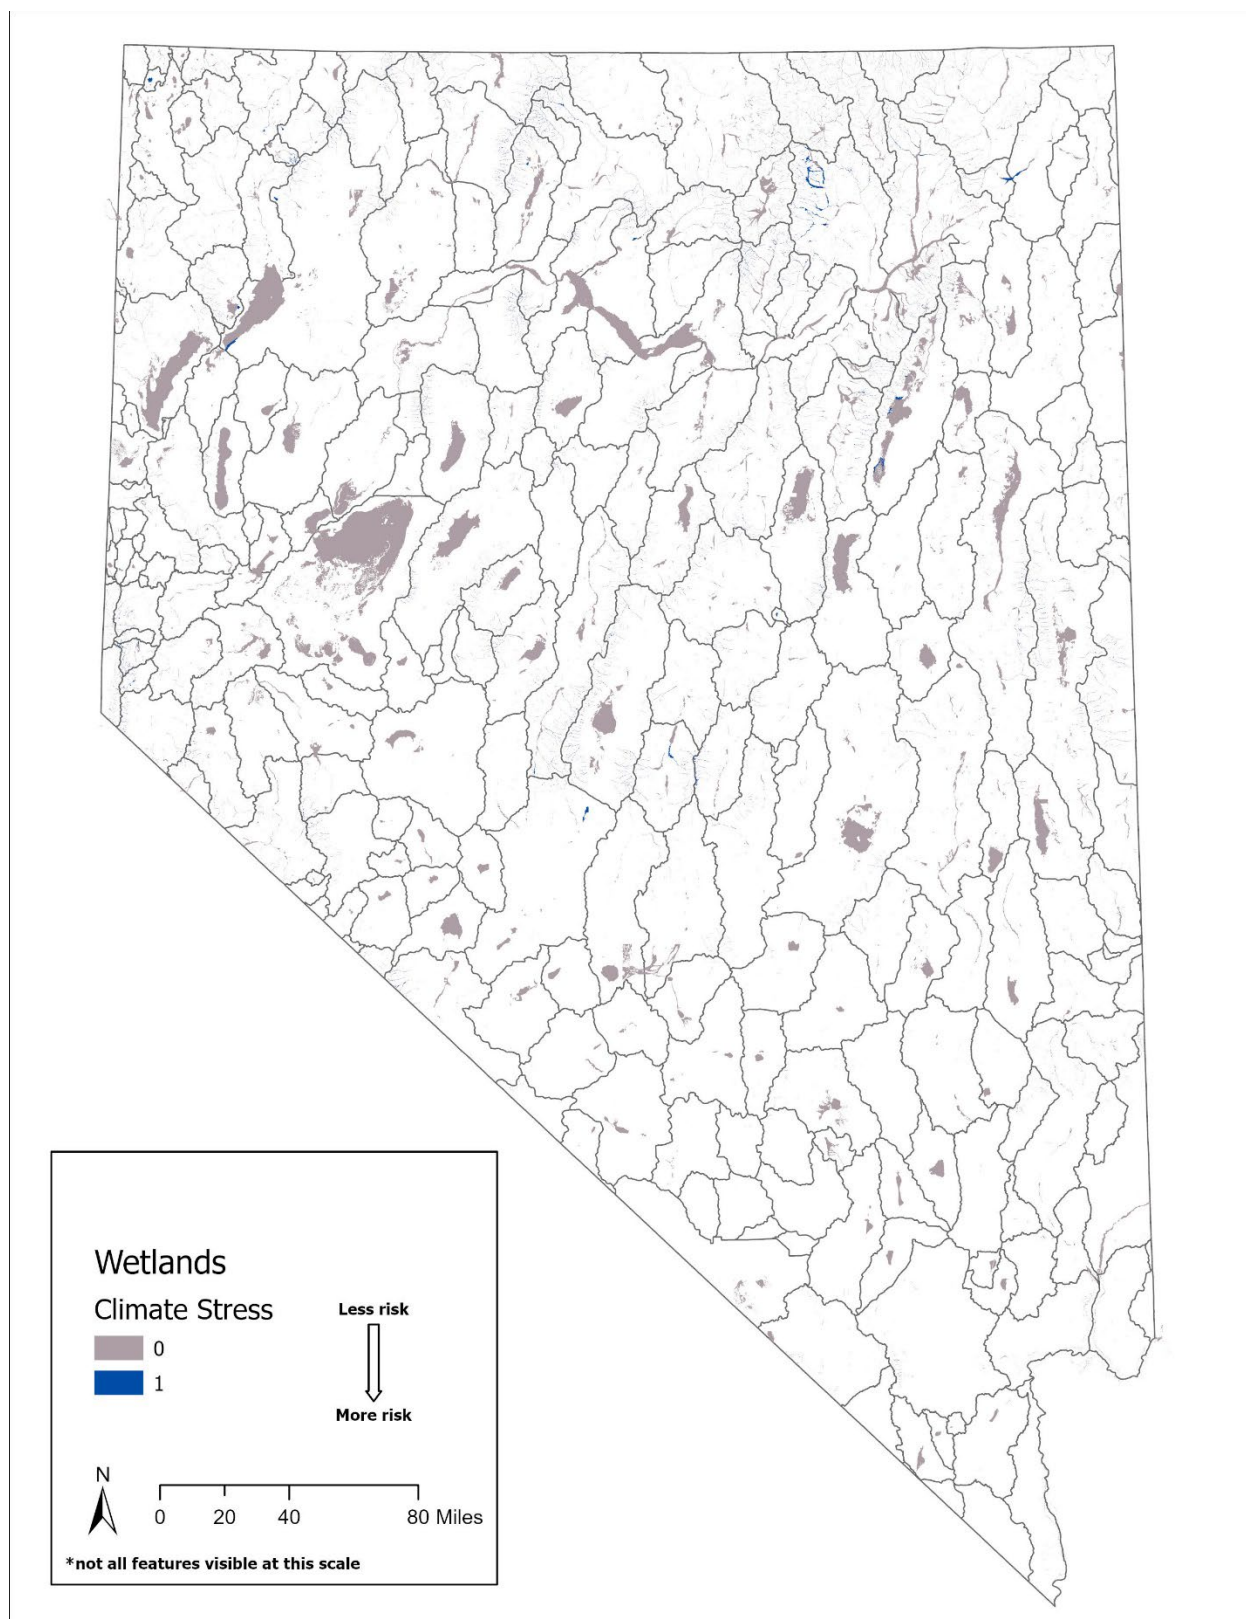 Wetlands
Climate Stress
0
1
Less risk
More risk
N
0 20 40 80 Miles
*not all features visible at this scale